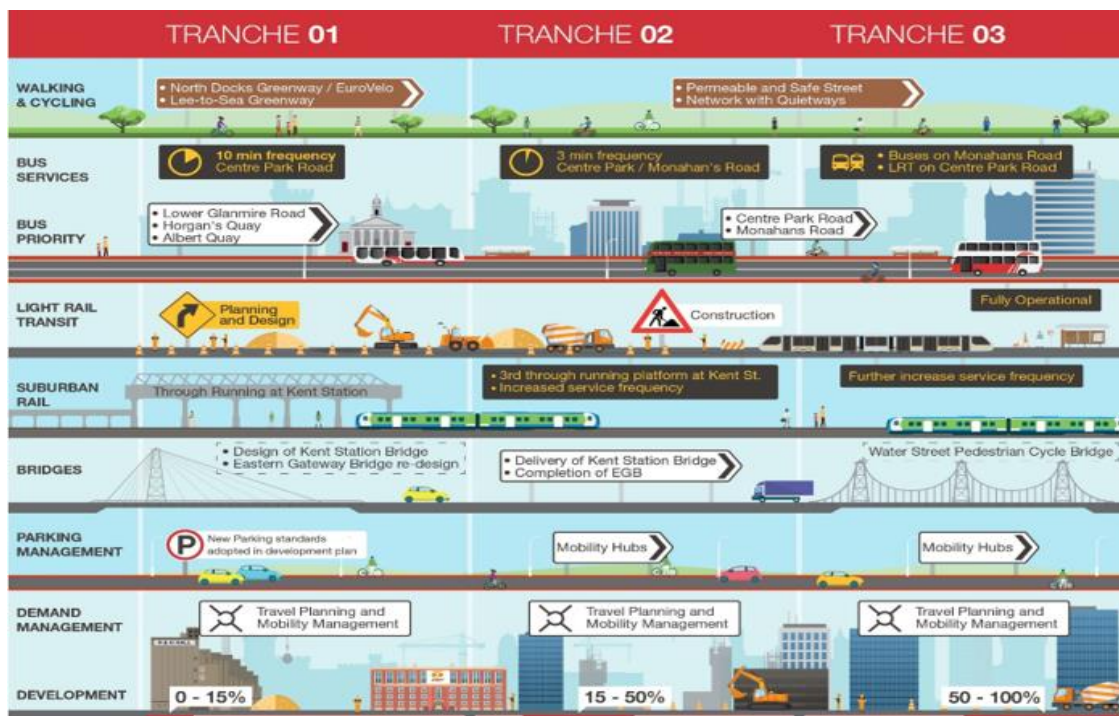 TRANCHE 01
TRANCHE 02
TRANCHE 03
WALKING
& CYCLING
• North Docks Greenway / EuroVelo
• Lee-to-Sea Greenway
• Permeable and Safe Street
• Network with Quietways
BUS
SERVICES
10 min frequency
Centre Park Road
3 min frequency
Centre Park / Monahan's Road
• Buses on Monahans Road
• LRT on Centre Park Road
BUS
PRIORITY
• Lower Glanmire Road
• Horgan's Quay
• Albert Quay
• Centre Park Road
• Monahans Road
LIGHT RAIL
TRANSIT
Planning
and Design
Construction
Fully Operational
SUBURBAN
RAIL
Through Running at Kent Station
• 3rd through running platform at Kent St.
• Increased service frequency
Further increase service frequency
BRIDGES
• Design of Kent Station Bridge
• Eastern Gateway Bridge re-design
• Delivery of Kent Station Bridge
• Completion of EGB
Water Street Pedestrian Cycle Bridge
PARKING
MANAGEMENT
P
New Parking standards
adopted in development plan
Mobility Hubs
Mobility Hubs
DEMAND
MANAGEMENT
Travel Planning and
Mobility Management
Travel Planning and
Mobility Management
Travel Planning and
Mobility Management
DEVELOPMENT
0 - 15%
15 - 50%
50 - 100%